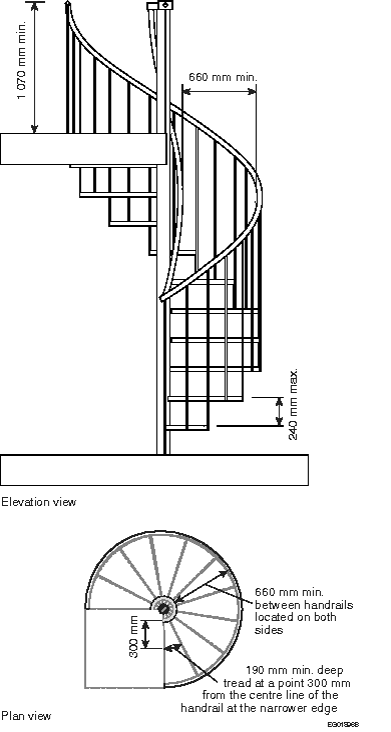 1 070 mm min.
660 mm min.
240 mm max.
Elevation view
660 mm min.
between handrails
located on both
sides
300 mm
190 mm min. deep
tread at a point 300 mm
from the centre line of the
handrail at the narrower edge
Plan view
EG01396B